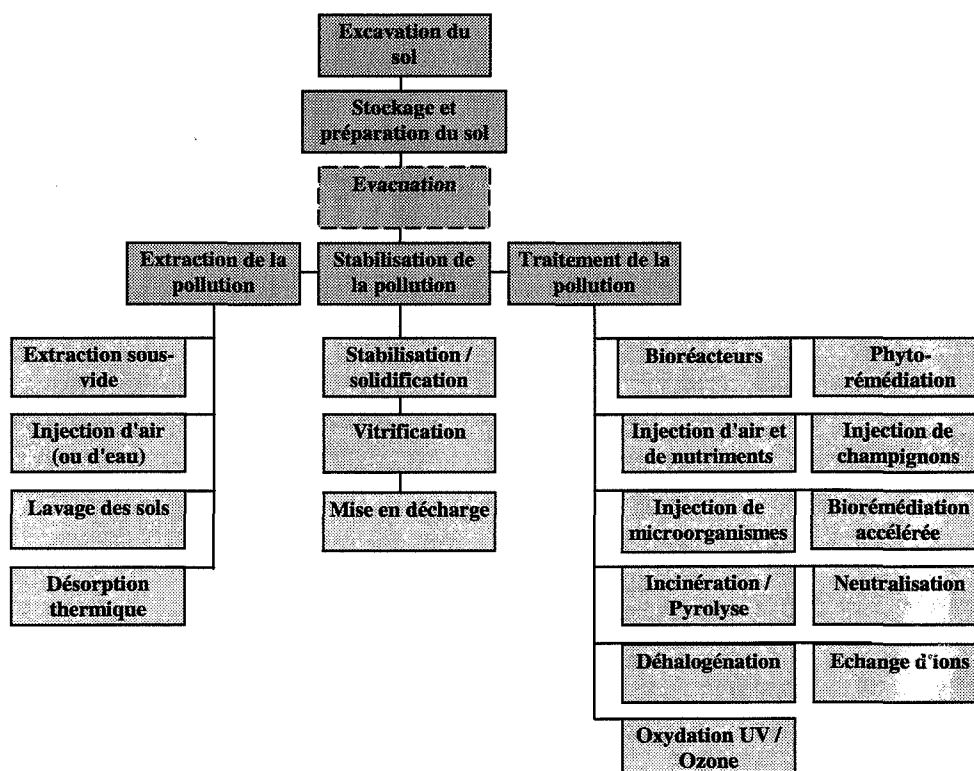 Excavation du
sol
Stockage et
préparation du sol
Evacuation
Extraction de la
pollution
Stabilisation de
la pollution
Traitement de la
pollution
Extraction sous-
vide
Injection d'air
(ou d'eau)
Lavage des sols
Désorption
thermique
Stabilisation /
solidification
Vitrification
Mise en décharge
Bioréacteurs
Phyto-
rémédiation
Injection d'air et
de nutriments
Injection de
champignons
Injection de
microorganismes
Biorémédiation
accélérée
Incinération /
Pyrolyse
Neutralisation
Déhalogénation
Echange d'ions
Oxydation UV /
Ozone